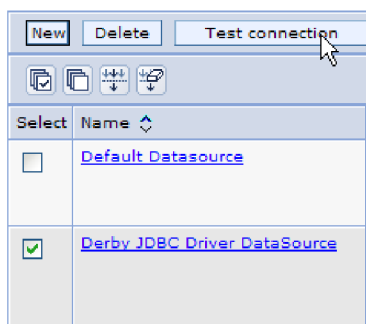 New Delete Test connection
Select Name
Default Datasource
Derby JDBC Driver DataSource